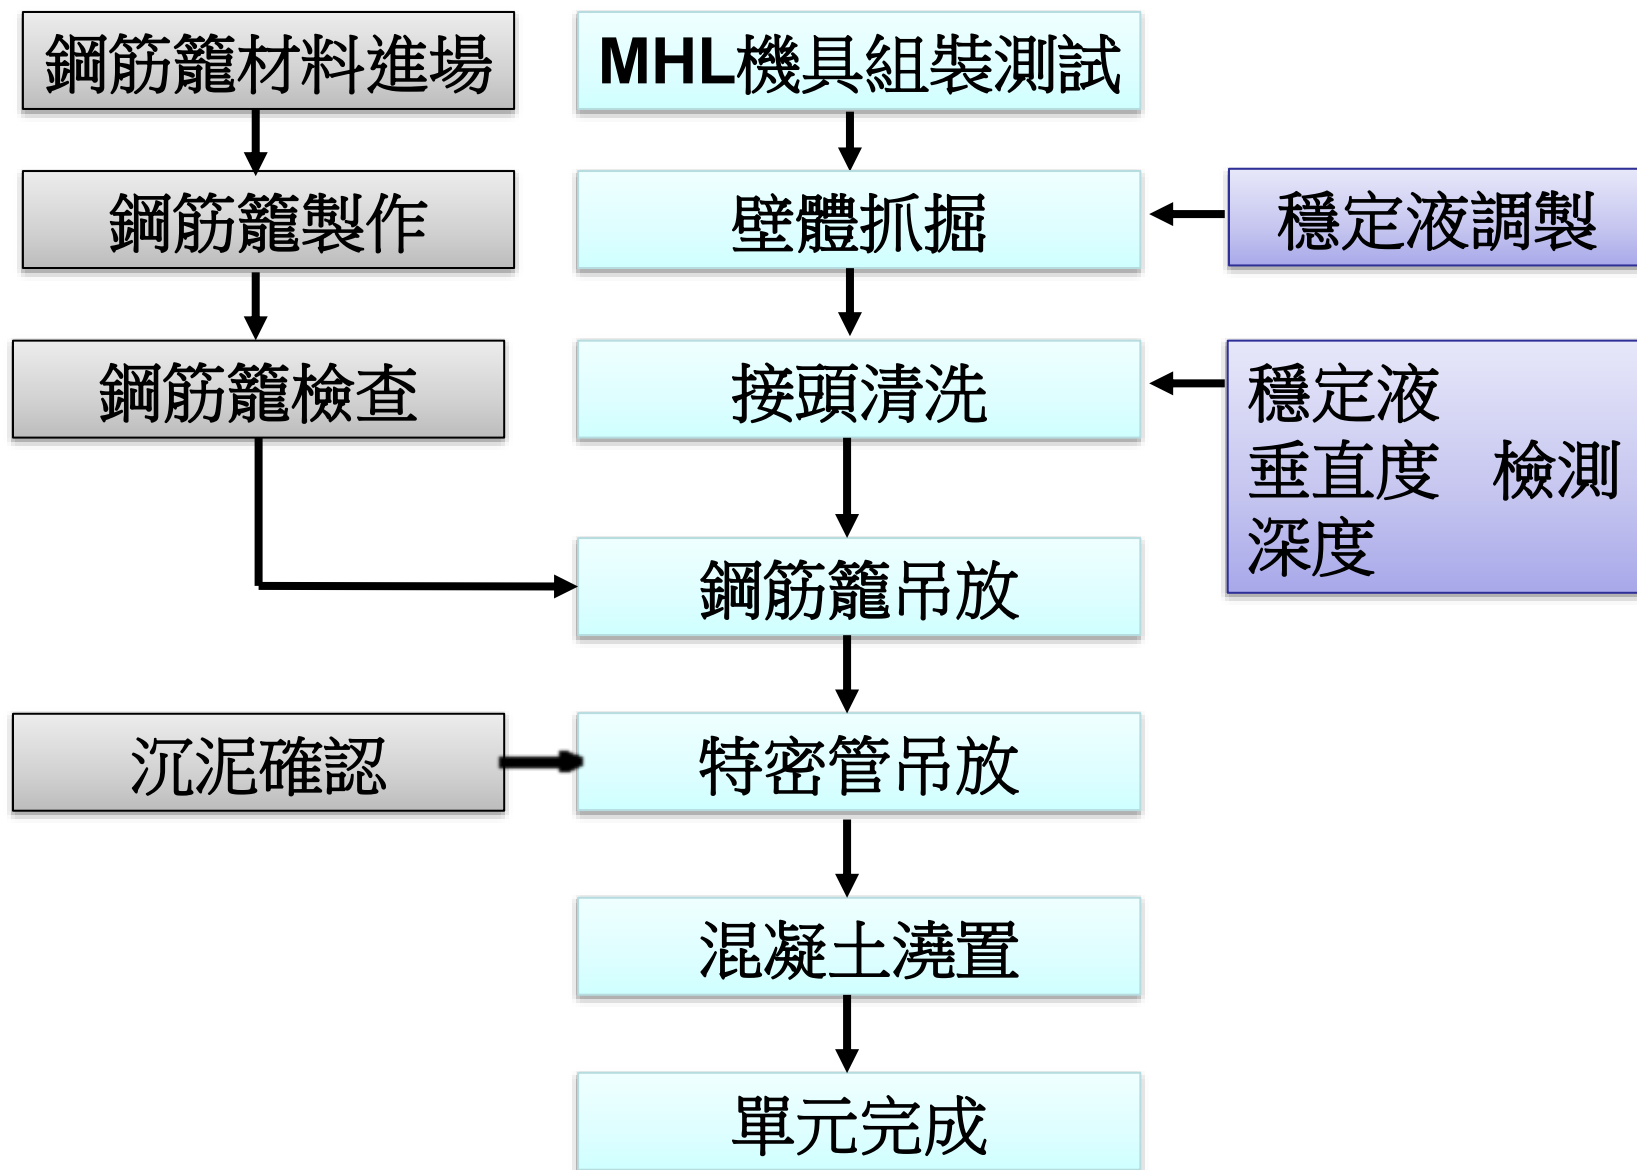 鋼筋籠材料進場
MHL機具組裝測試
鋼筋籠製作
壁體抓掘
穩定液調製
鋼筋籠檢查
接頭清洗
穩定液
垂直度 檢測
深度
鋼筋籠吊放
沉泥確認
特密管吊放
混凝土澆置
單元完成